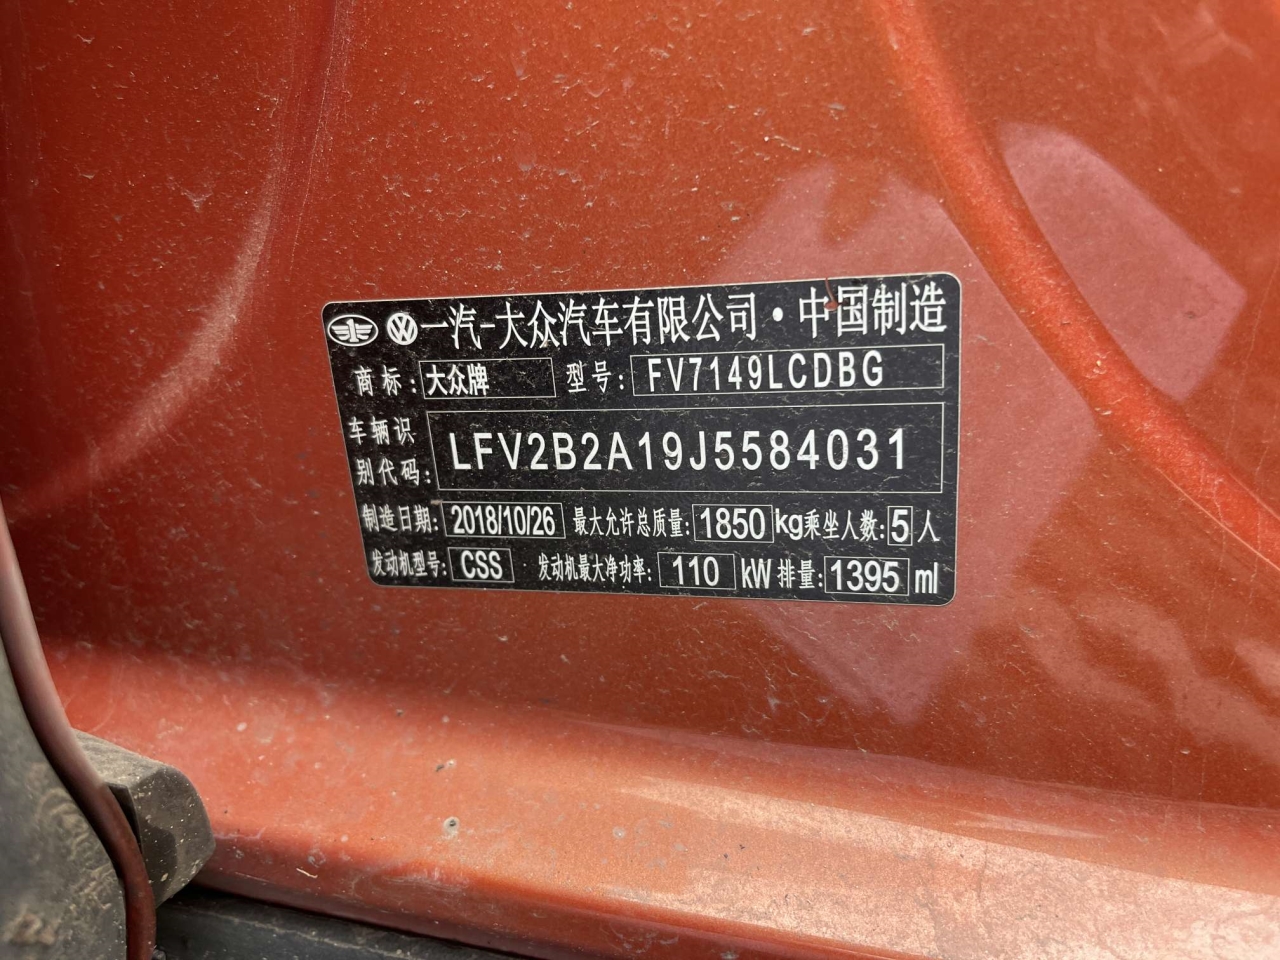 一汽-大众汽车有限公司·中国制造
商标: 大众牌 型号: FV7149LCDBG
车辆识
别代码: LFV2B2A19J5584031
制造日期: 2018/10/26 最大允许总质量: 1850 kg 乘坐人数: 5 人
发动机型号: CSS 发动机最大净功率: 110 kW 排量: 1395 ml